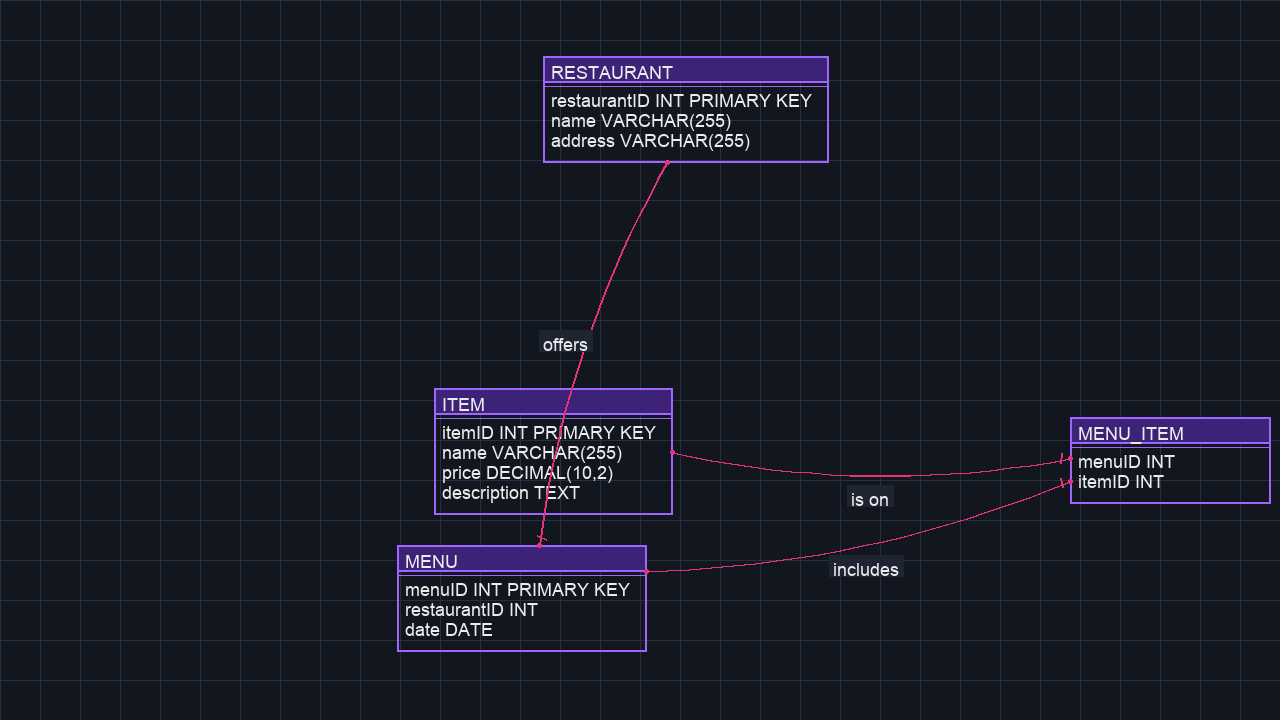 RESTAURANT
restaurantID INT PRIMARY KEY
name VARCHAR(255)
address VARCHAR(255)
offers
ITEM
itemID INT PRIMARY KEY
name VARCHAR(255)
price DECIMAL(10,2)
description TEXT
MENU_ITEM
menuID INT
itemID INT
is on
includes
MENU
menuID INT PRIMARY KEY
restaurantID INT
date DATE